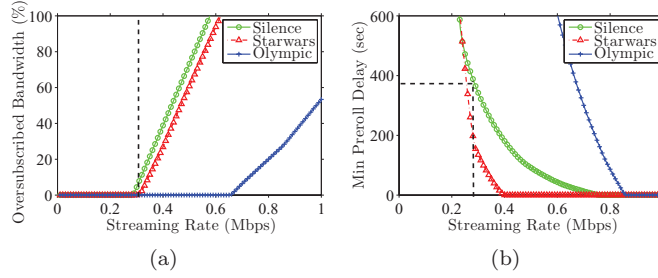 Oversubscribed Bandwidth (%)
100
80
60
40
20
0
0
0.2
0.4
0.6
0.8
1
Streaming Rate (Mbps)
Silence
Starwars
Olympic
(a)
Min Preroll Delay (sec)
600
400
200
0
0
0.2
0.4
0.6
0.8
1
Streaming Rate (Mbps)
Silence
Starwars
Olympic
(b)